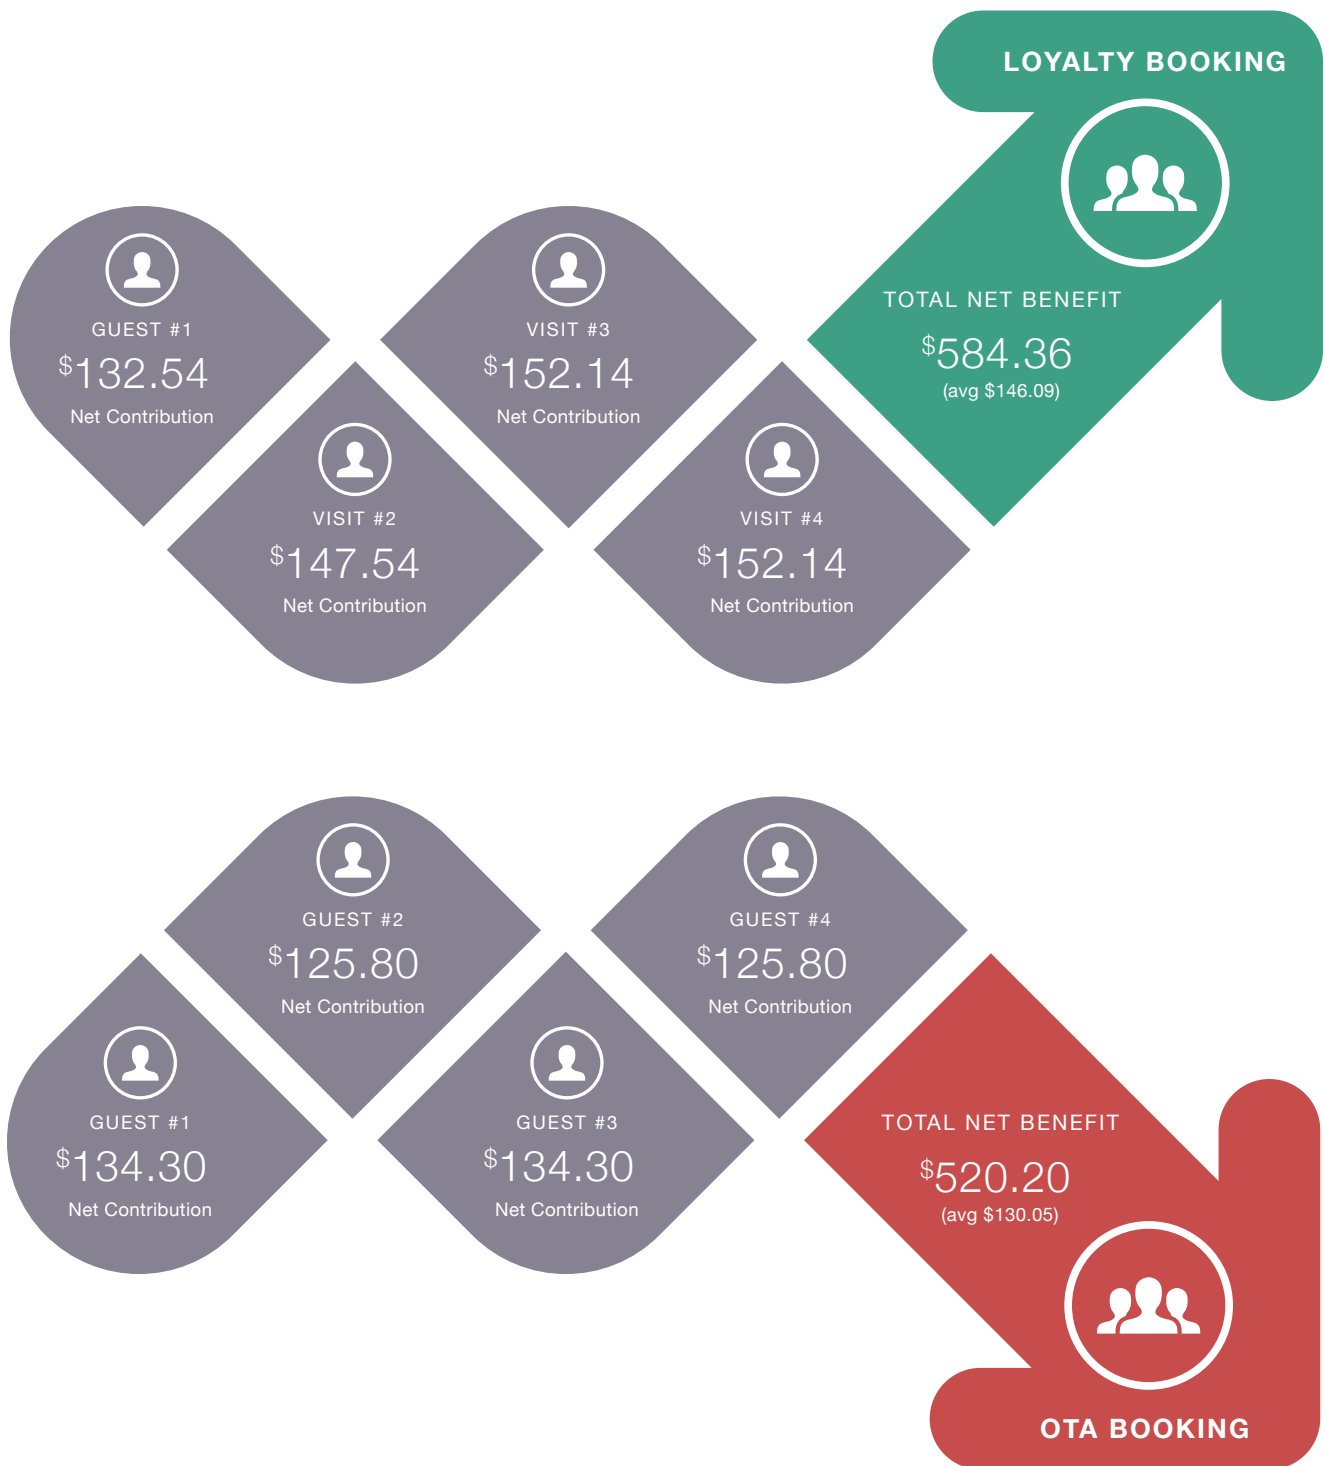 LOYALTY BOOKING
GUEST #1
$132.54
Net Contribution
VISIT #2
$147.54
Net Contribution
VISIT #3
$152.14
Net Contribution
VISIT #4
$152.14
Net Contribution
TOTAL NET BENEFIT
$584.36
(avg $146.09)
GUEST #1
$134.30
Net Contribution
GUEST #2
$125.80
Net Contribution
GUEST #3
$134.30
Net Contribution
GUEST #4
$125.80
Net Contribution
TOTAL NET BENEFIT
$520.20
(avg $130.05)
OTA BOOKING